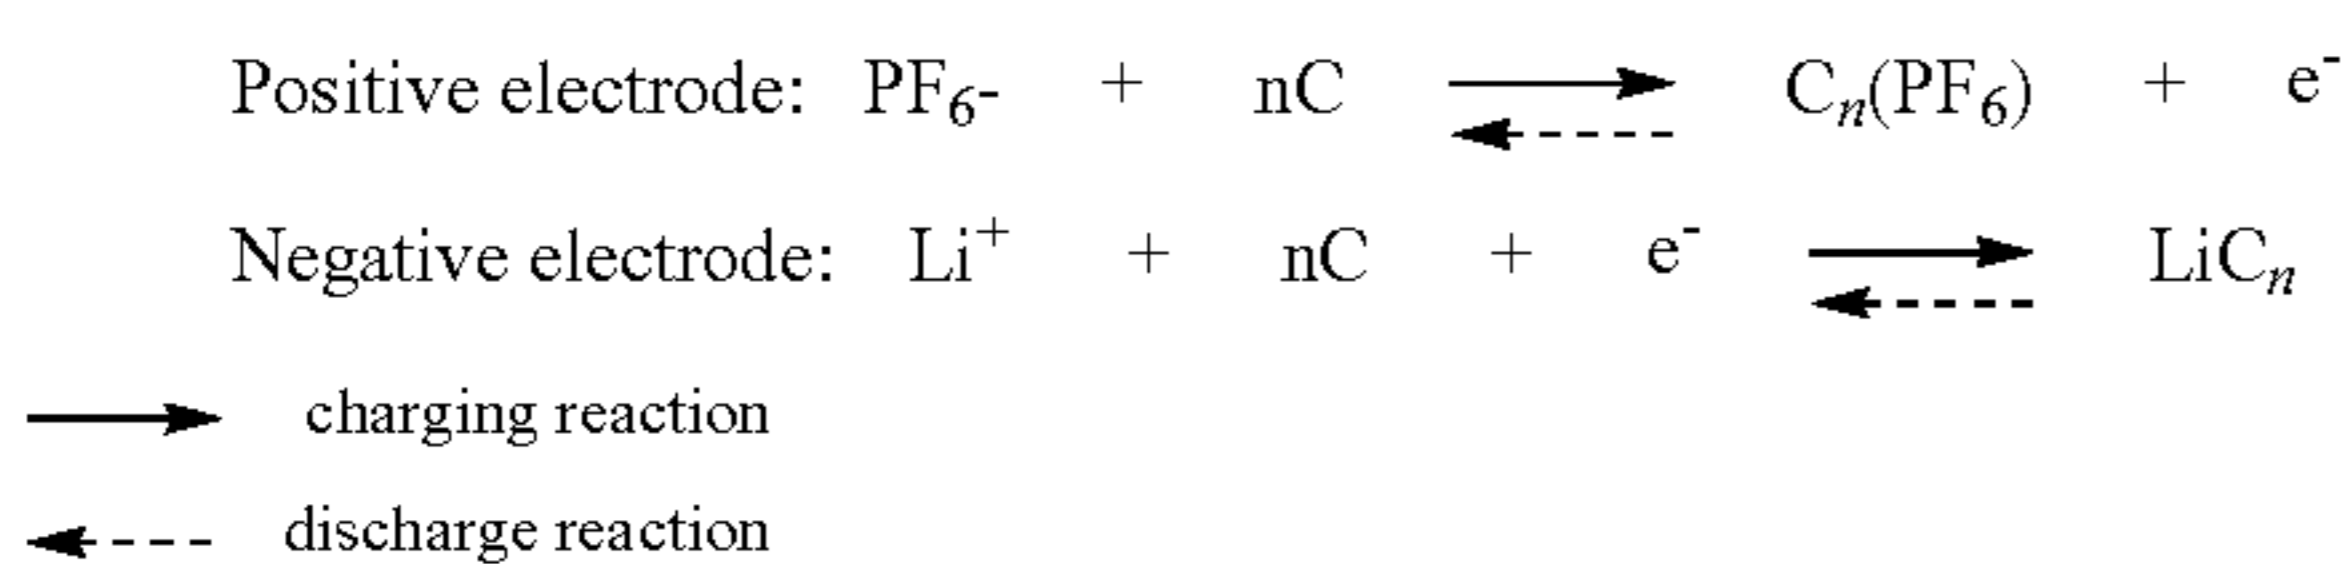 Positive electrode: PF₆- + nC ⟶ ⇠ Cₙ(PF₆) + e⁻
Negative electrode: Li⁺ + nC + e⁻ ⟶ ⇠ LiCₙ
⟶ charging reaction
⇠ discharge reaction